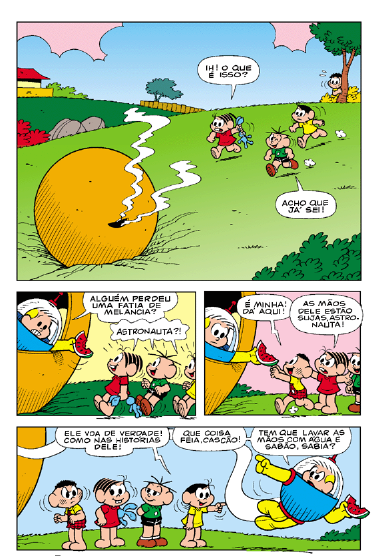 IH! O QUE
É ISSO?
ACHO QUE
JÁ SEI!
ALGUÉM PERDEU
UMA FATIA DE
MELANCIA?
ASTRONAUTA?!
É MINHA!
DÁ AQUI!
AS MÃOS
DELE ESTÃO
SUJAS, ASTRO-
NAUTA!
ELE VOA DE VERDADE!
COMO NAS HISTÓRIAS
DELE!
QUE COISA
FEIA, CASCÃO!
TEM QUE LAVAR AS
MÃOS COM ÁGUA E
SABÃO, SABIA?